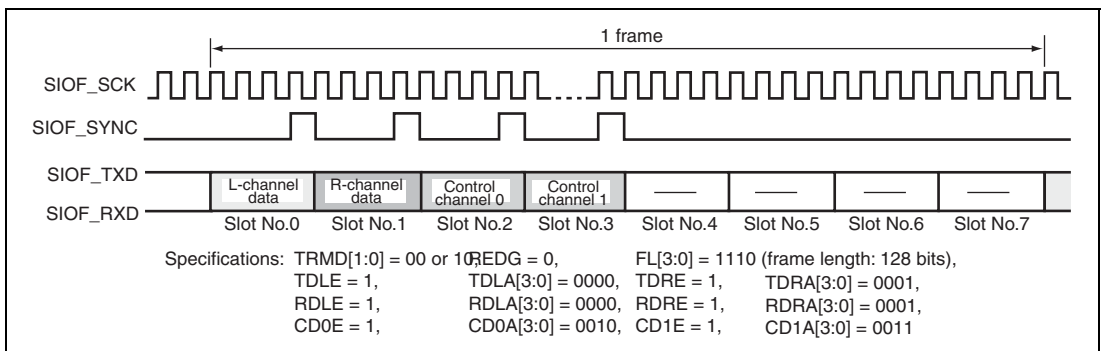 1 frame
SIOF_SCK
SIOF_SYNC
SIOF_TXD
SIOF_RXD
L-channel data
R-channel data
Control channel 0
Control channel 1
Slot No.0 Slot No.1 Slot No.2 Slot No.3 Slot No.4 Slot No.5 Slot No.6 Slot No.7
Specifications: TRMD[1:0] = 00 or 10, REDG = 0, FL[3:0] = 1110 (frame length: 128 bits),
TDLE = 1, TDLA[3:0] = 0000, TDRE = 1, TDRA[3:0] = 0001,
RDLE = 1, RDLA[3:0] = 0000, RDRE = 1, RDRA[3:0] = 0001,
CD0E = 1, CD0A[3:0] = 0010, CD1E = 1, CD1A[3:0] = 0011